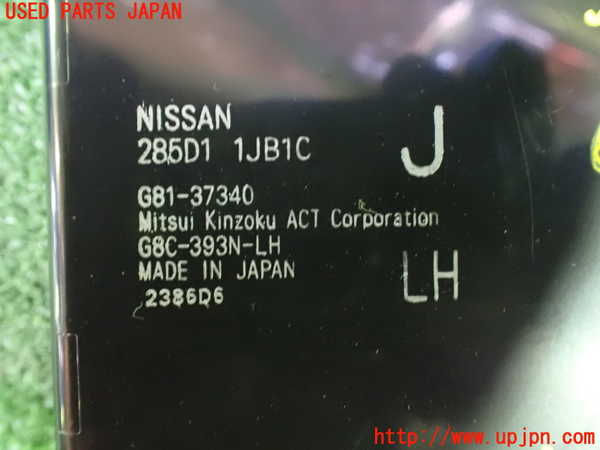 USED PARTS JAPAN
NISSAN
285D1 1JB1C
J
G81-37340
Mitsui Kinzoku ACT Corporation
G8C-393N-LH
MADE IN JAPAN
LH
2386D6
http://www.upjpn.com/